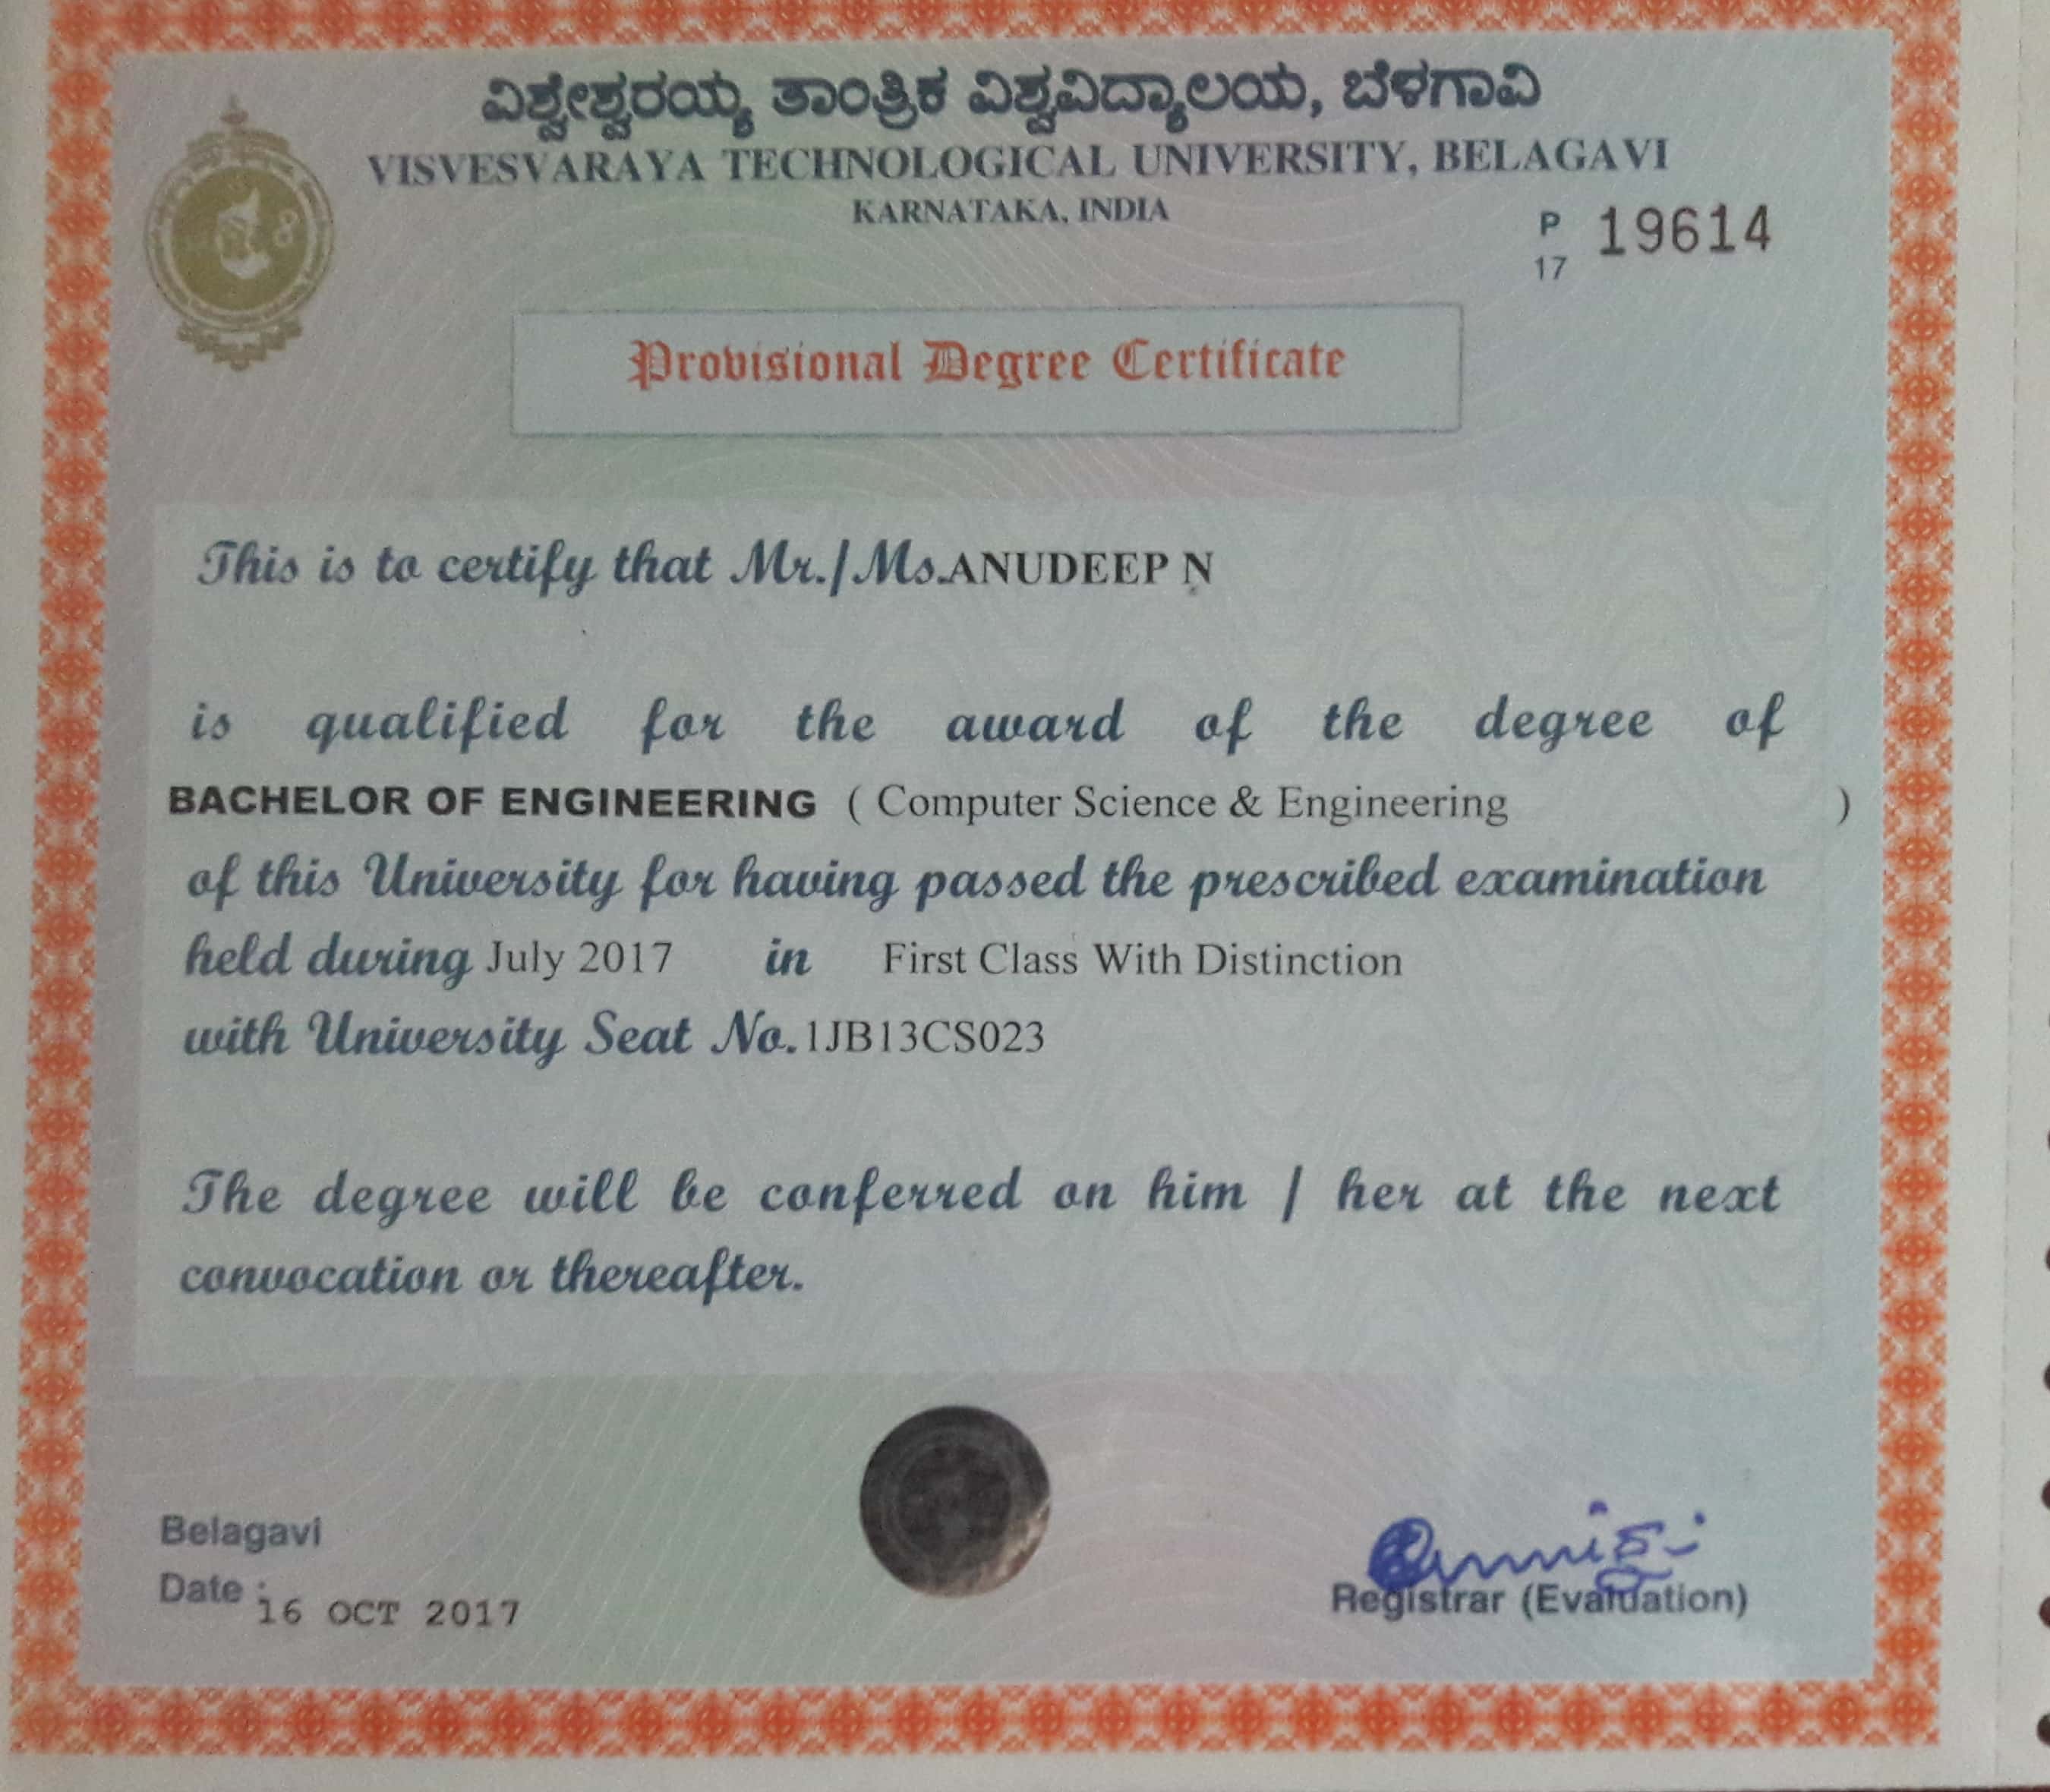 ವಿಶ್ವೇಶ್ವರಯ್ಯ ತಾಂತ್ರಿಕ ವಿಶ್ವವಿದ್ಯಾಲಯ, ಬೆಳಗಾವಿ
VISVESVARAYA TECHNOLOGICAL UNIVERSITY, BELAGAVI
KARNATAKA, INDIA
P
17 19614
Provisional Degree Certificate
This is to certify that Mr./Ms.ANUDEEP N
is qualified for the award of the degree of
BACHELOR OF ENGINEERING ( Computer Science & Engineering )
of this University for having passed the prescribed examination
held during July 2017 in First Class With Distinction
with University Seat No.1JB13CS023
The degree will be conferred on him / her at the next
convocation or thereafter.
Belagavi
Date : 16 OCT 2017
Registrar (Evaluation)